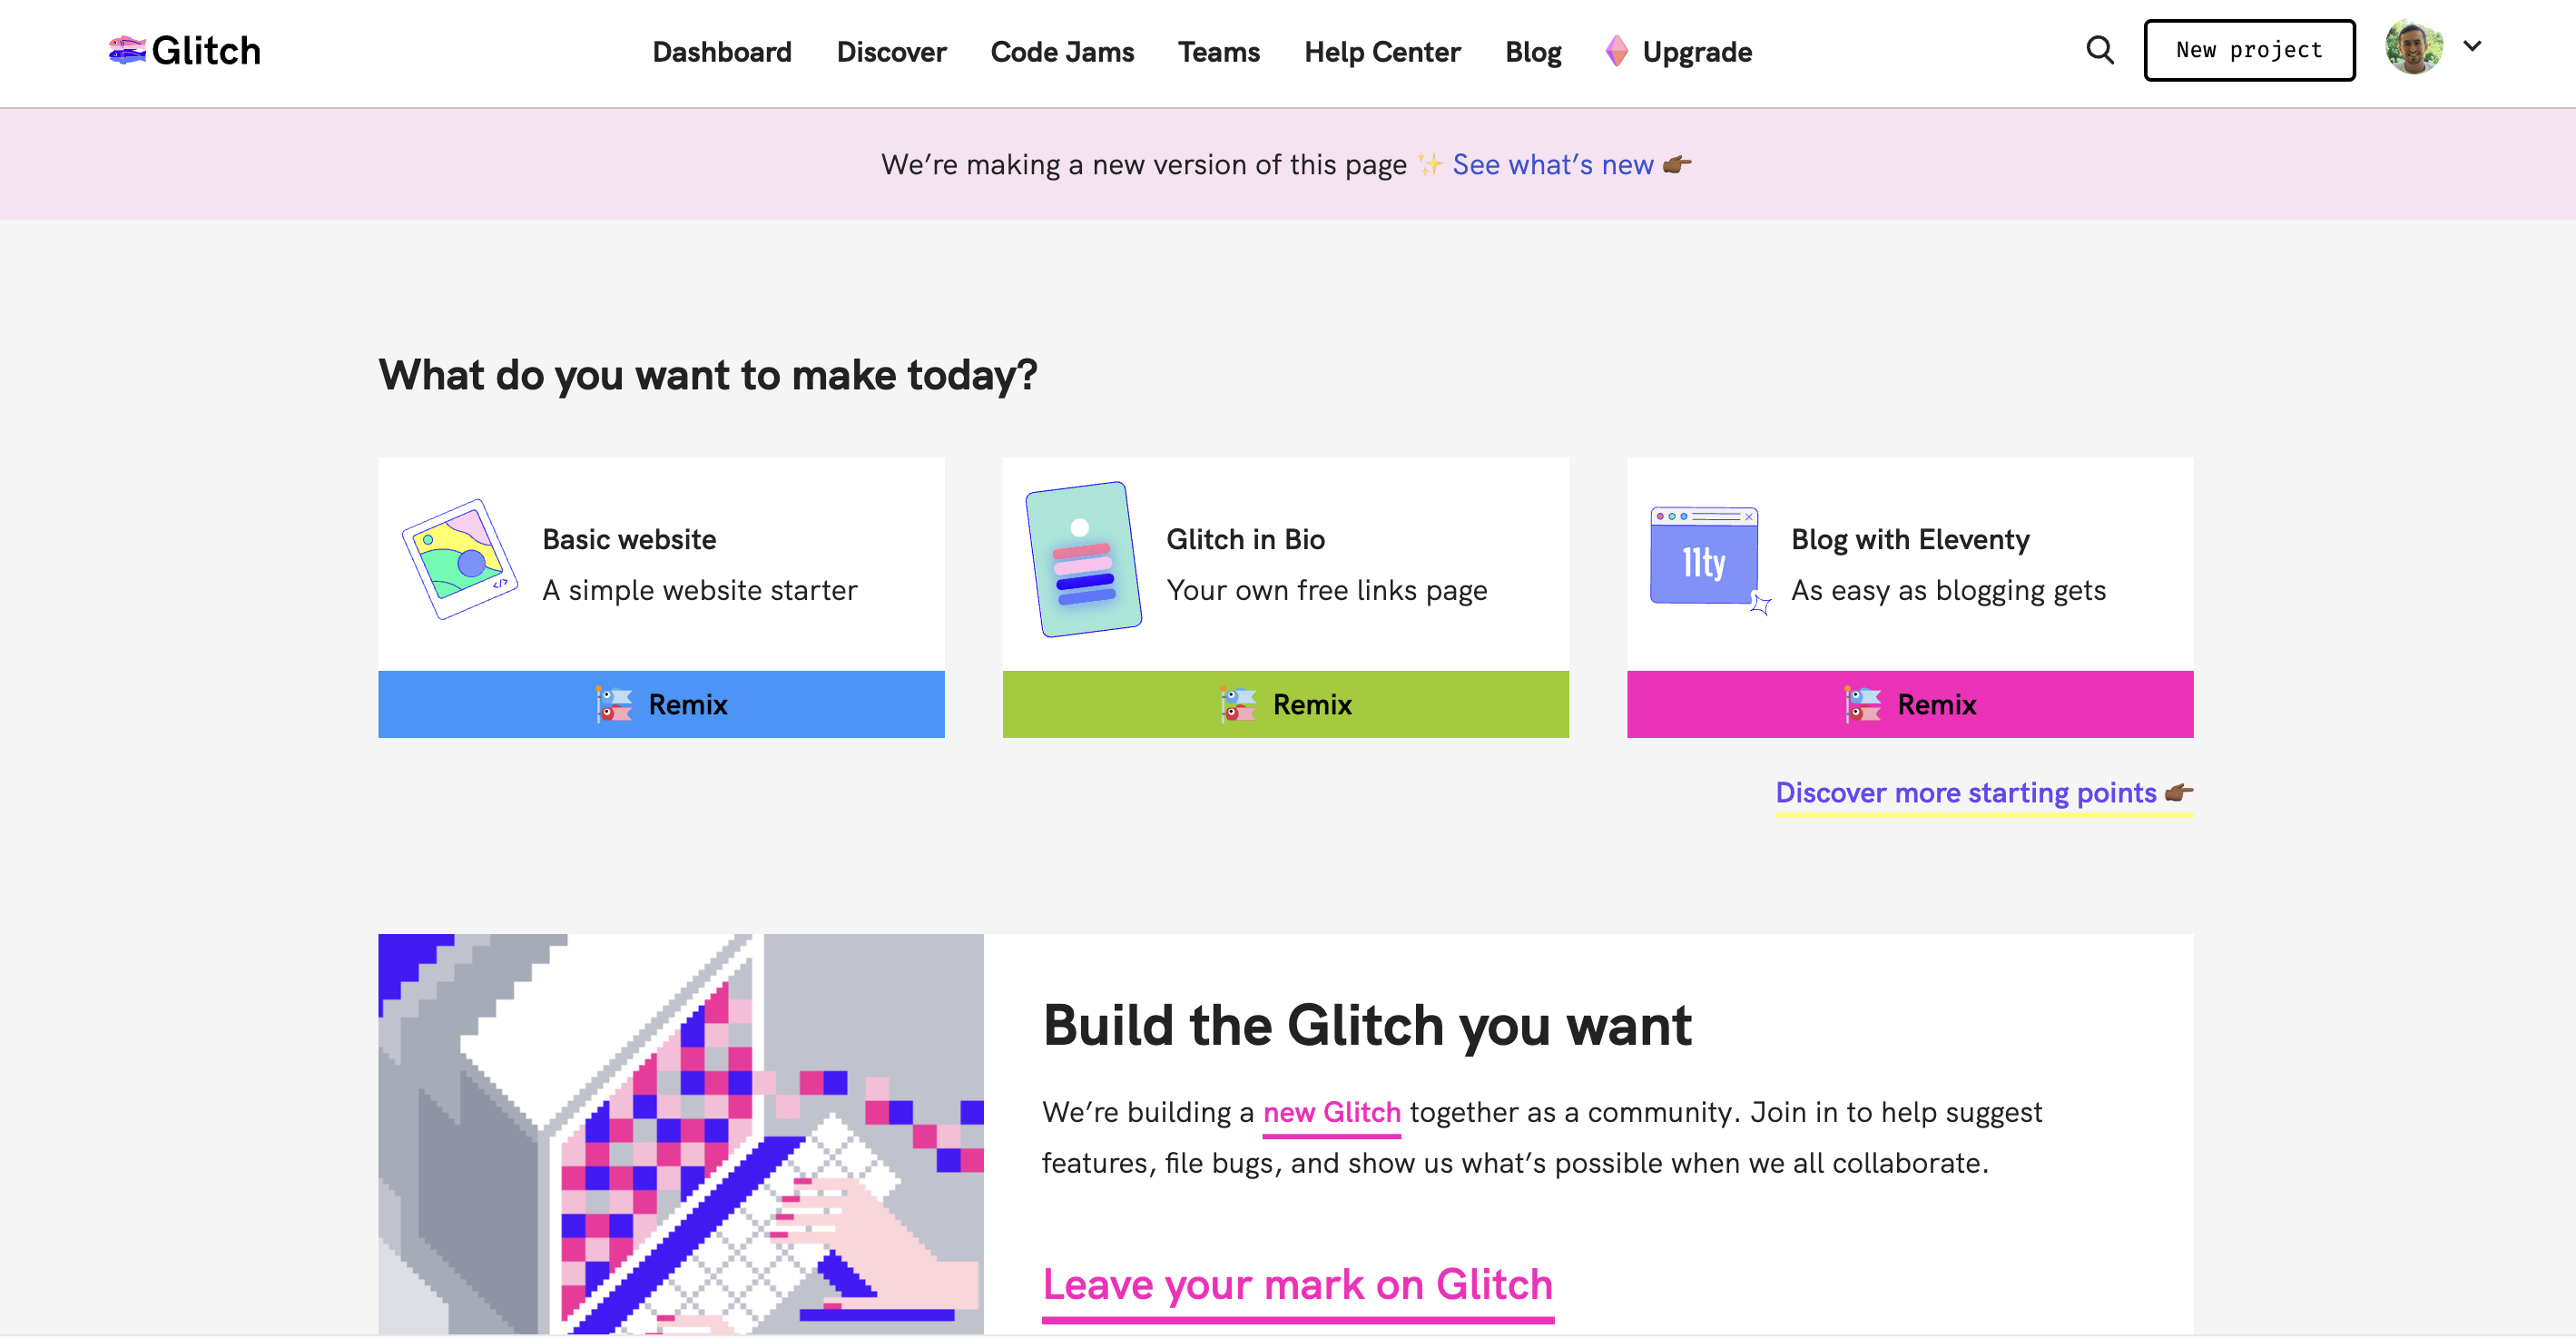 Glitch
Dashboard
Discover
Code Jams
Teams
Help Center
Blog
Upgrade
New project
We’re making a new version of this page ✨ See what’s new 👉🏾
What do you want to make today?
Basic website
A simple website starter
Remix
Glitch in Bio
Your own free links page
Remix
11ty
Blog with Eleventy
As easy as blogging gets
Remix
Discover more starting points 👉🏾
</>
Build the Glitch you want
We’re building a new Glitch together as a community. Join in to help suggest
features, file bugs, and show us what’s possible when we all collaborate.
Leave your mark on Glitch